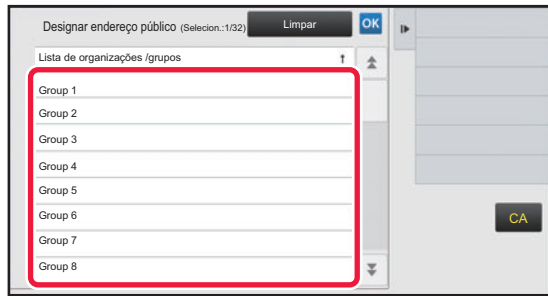 Designar endereço público (Selecion.:1/32) Limpar OK
Lista de organizações /grupos
Group 1
Group 2
Group 3
Group 4
Group 5
Group 6
Group 7
Group 8
CA